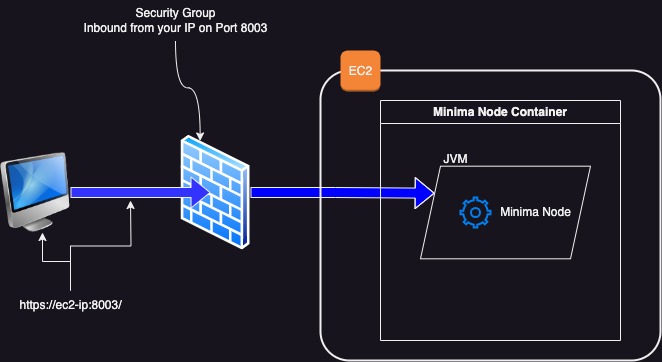 Security Group
Inbound from your IP on Port 8003
EC2
Minima Node Container
JVM
Minima Node
https://ec2-ip:8003/